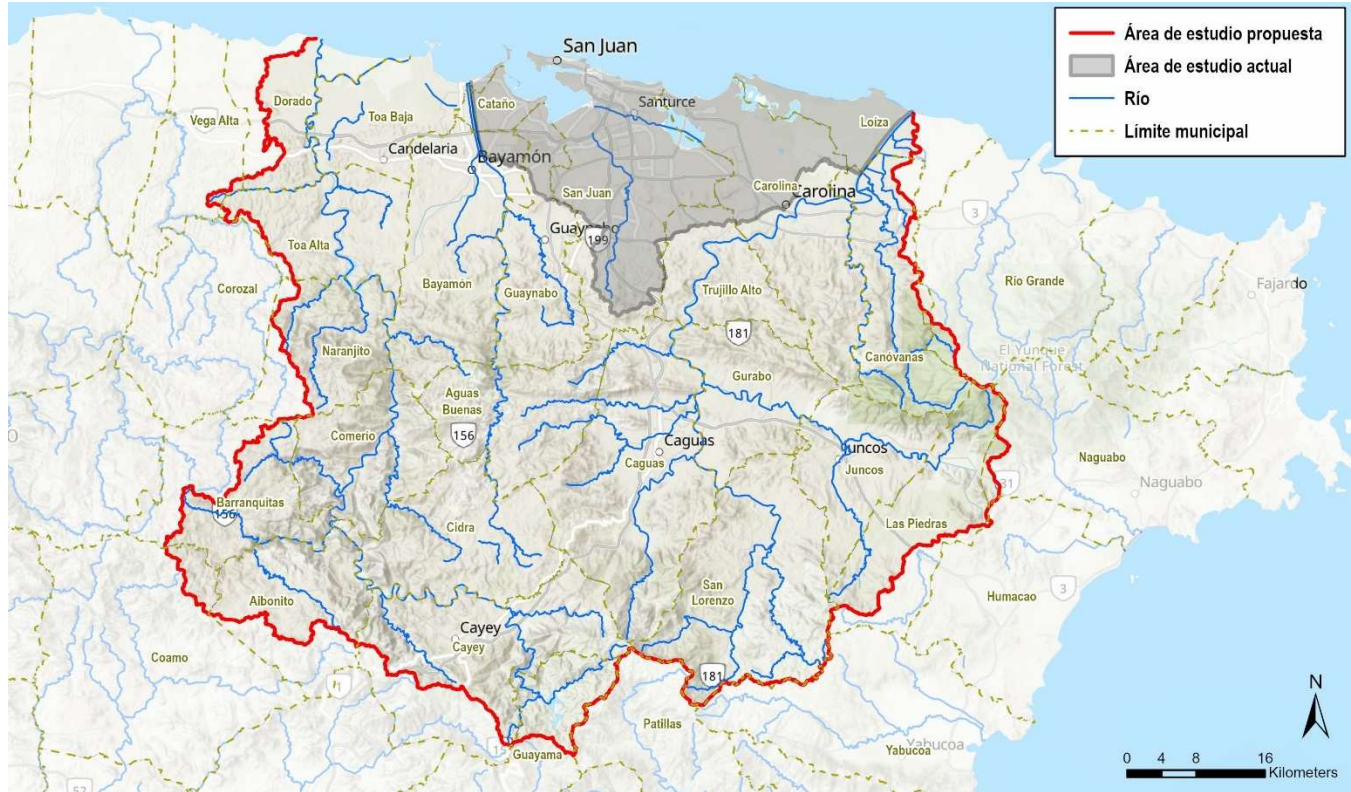 San Juan
Santurce
Cataño
Dorado
Vega Alta
Toa Baja
Candelaria
Bayamón
San Juan
Loíza
Carolina
Carolina
Guaynabo
199
3
Toa Alta
Corozal
Bayamón
Guaynabo
Trujillo Alto
Río Grande
Fajardo
181
Canóvanas
El Yunque
National Forest
Naranjito
Gurabo
Aguas
Buenas
Comerio
156
Caguas
Caguas
Juncos
Juncos
Naguabo
Naguabo
31
Barranquitas
156
Cidra
Las Piedras
Aibonito
San
Lorenzo
Humacao
3
Cayey
Cayey
Coamo
181
Patillas
Guayama
Yabucoa
Yabucoa
52
Área de estudio propuesta
Área de estudio actual
Río
Límite municipal
N
0 4 8 16
Kilometers